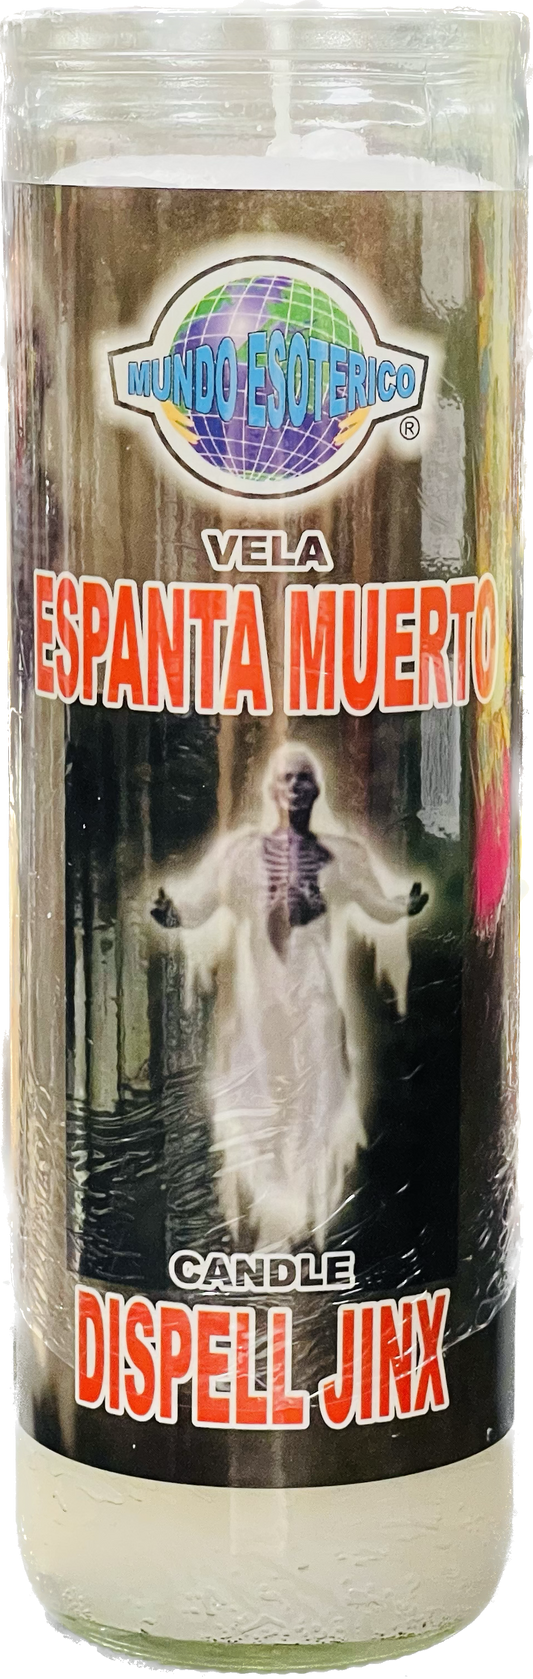 MUNDO ESOTERICO
®
VELA
ESPANTA MUERTO
CANDLE
DISPELL JINX